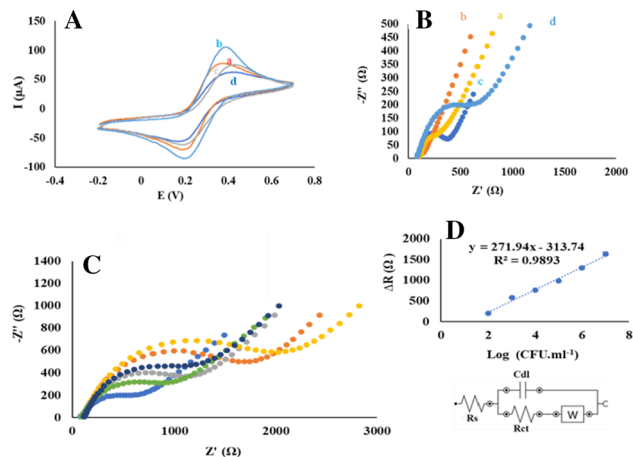 A
150
100
50
0
-50
-100
I (µA)
-0.4
-0.2
0
0.2
0.4
0.6
0.8
E (V)
b
a
c
d
B
500
450
400
350
300
250
200
150
100
50
0
-Z'' (Ω)
0
500
1000
1500
2000
Z' (Ω)
b
a
d
c
C
1400
1200
1000
800
600
400
200
0
-Z'' (Ω)
0
1000
2000
3000
Z' (Ω)
D
y = 271.94x - 313.74
R² = 0.9893
2000
1500
1000
500
0
ΔR (Ω)
0
2
4
6
8
Log (CFU.ml⁻¹)
Cdl
Rs
Rct
W